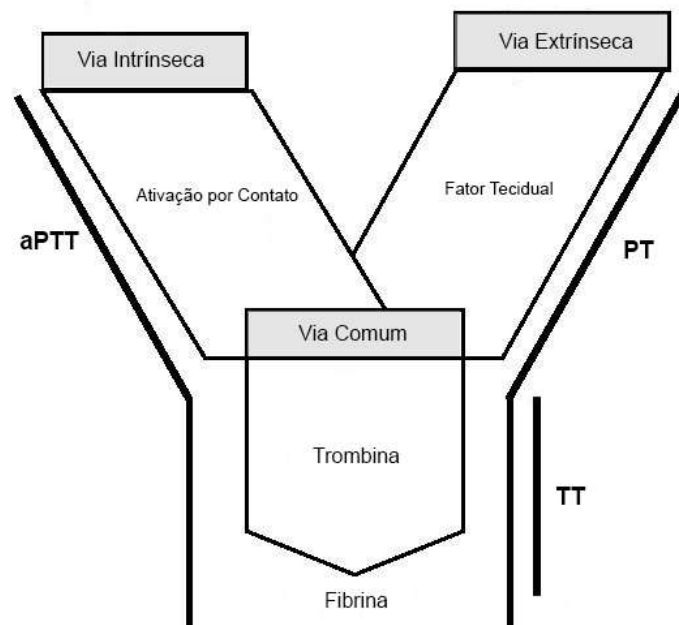 Via Intrínseca
Via Extrínseca
Ativação por Contato
Fator Tecidual
aPTT
PT
Via Comum
Trombina
TT
Fibrina